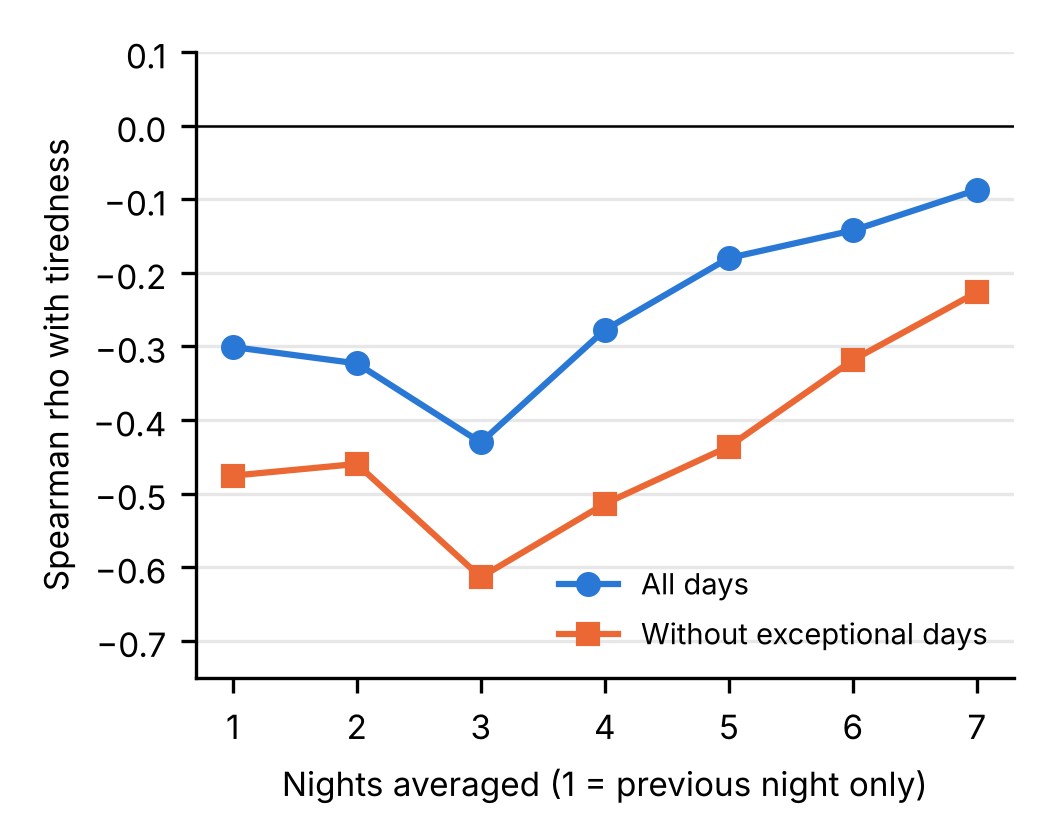 0.1
0.0
−0.1
−0.2
−0.3
−0.4
−0.5
−0.6
−0.7
Spearman rho with tiredness
All days
Without exceptional days
1 2 3 4 5 6 7
Nights averaged (1 = previous night only)